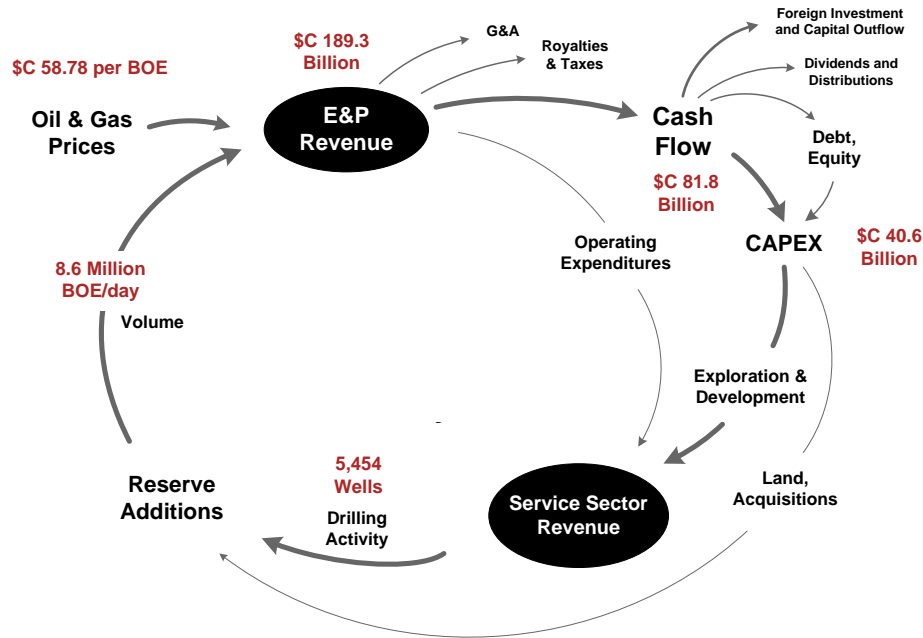 Foreign Investment
and Capital Outflow
G&A
$C 189.3
Billion
Royalties
& Taxes
$C 58.78 per BOE
Dividends and
Distributions
Oil & Gas
Prices
E&P
Revenue
Cash
Flow
Debt,
Equity
$C 81.8
Billion
Operating
Expenditures
CAPEX
$C 40.6
Billion
8.6 Million
BOE/day
Volume
Exploration &
Development
5,454
Wells
Drilling
Activity
Reserve
Additions
Service Sector
Revenue
Land,
Acquisitions